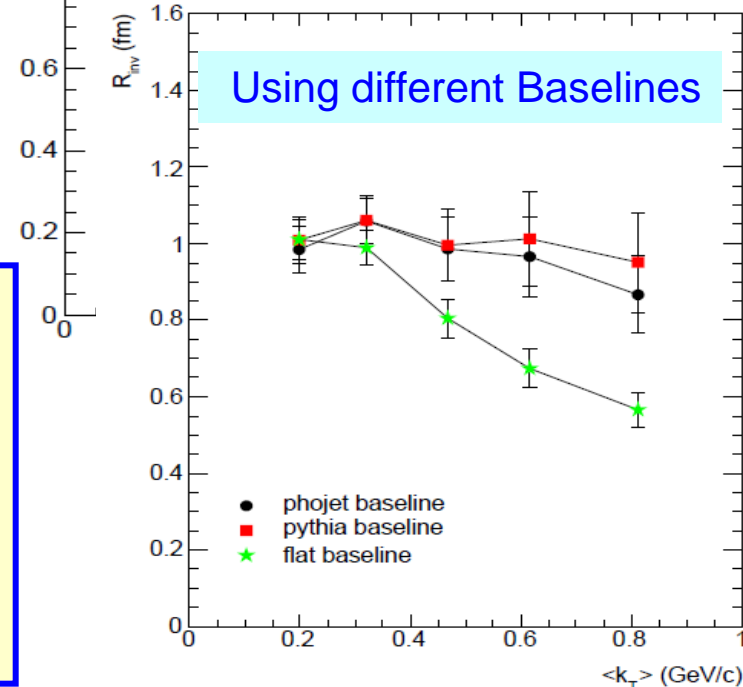 0.6
0.4
0.2
0
0
R_inv (fm)
Using different Baselines
1.6
1.4
1.2
1
0.8
0.6
0.4
0.2
0
phojet baseline
pythia baseline
flat baseline
0 0.2 0.4 0.6 0.8 1
<k_T> (GeV/c)